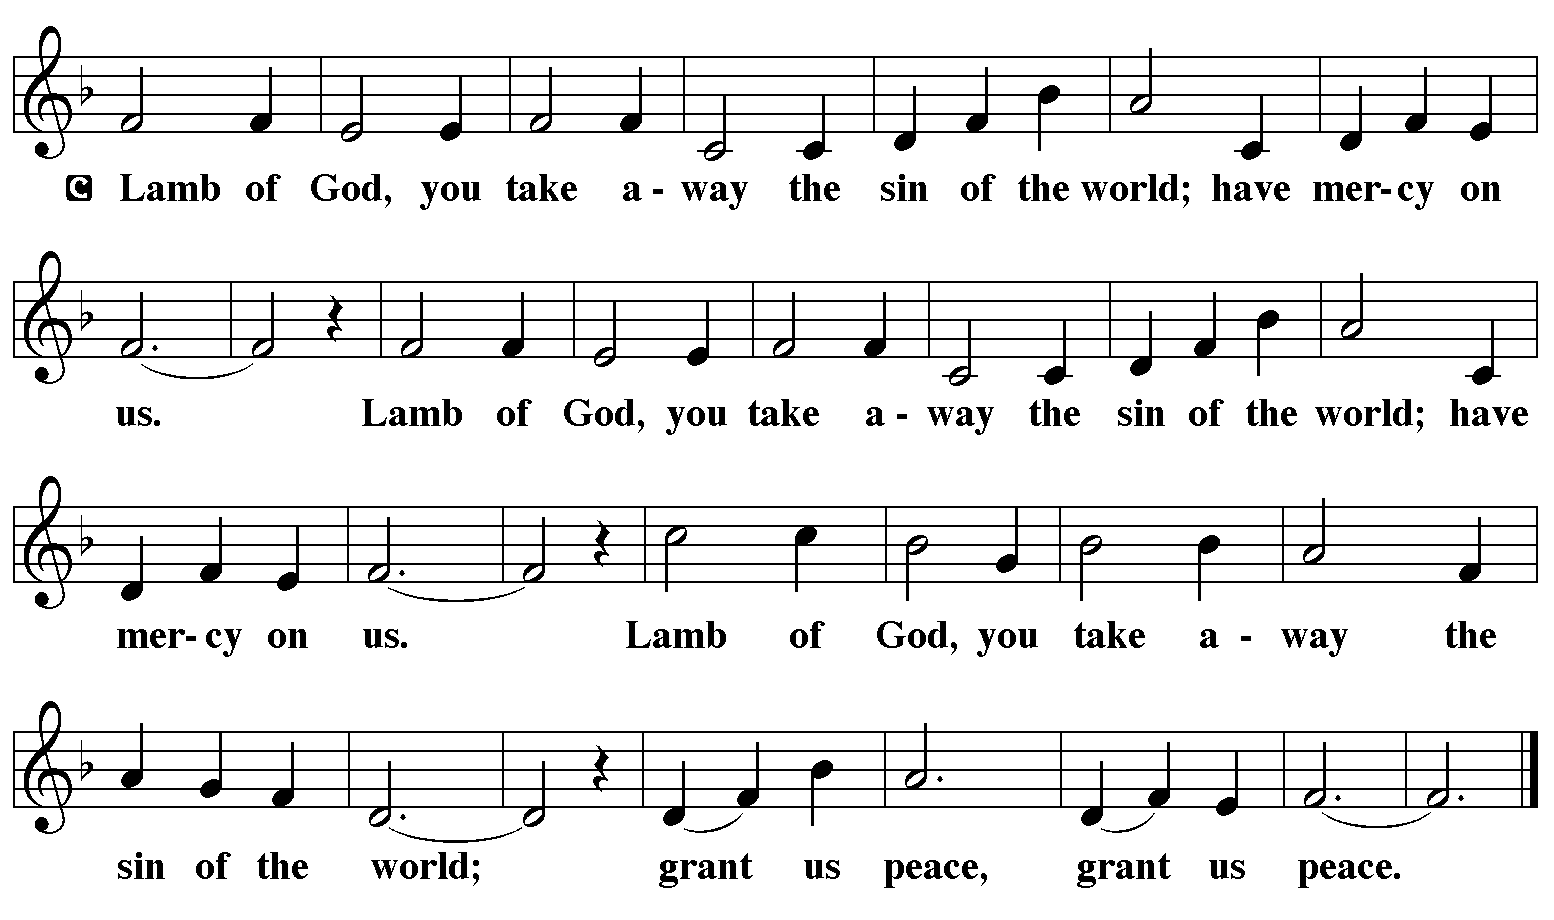 C Lamb of God, you take a - way the sin of the world; have mer- cy on
us. Lamb of God, you take a - way the sin of the world; have
mer- cy on us. Lamb of God, you take a - way the
sin of the world; grant us peace, grant us peace.